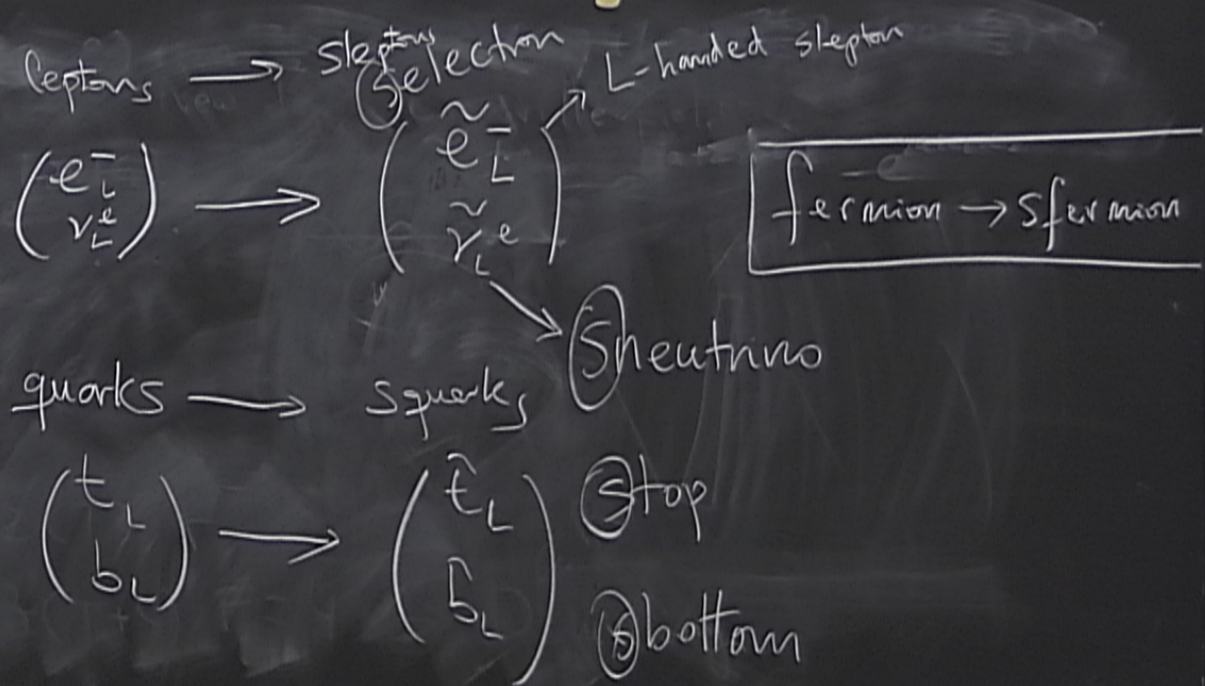 leptons → sleptons
Selectron
L-handed slepton
(e⁻_L ν^e_L) → (ẽ⁻_L ν̃^e_L)
fermion → sfermion
Sneutrino
quarks → squarks
(t_L b_L) → (t̃_L b̃_L)
Stop
Sbottom